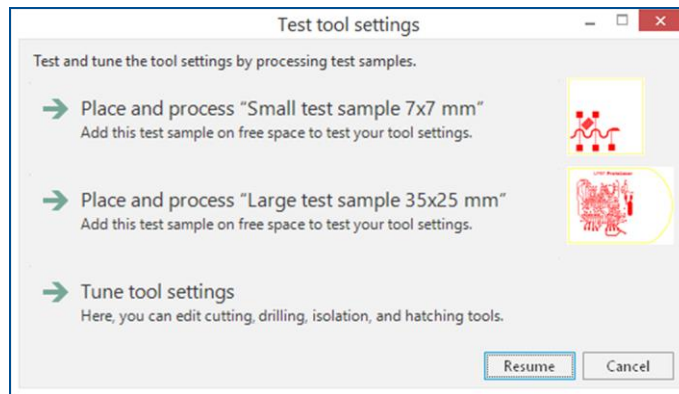 Test tool settings
Test and tune the tool settings by processing test samples.
Place and process “Small test sample 7x7 mm”
Add this test sample on free space to test your tool settings.
Place and process “Large test sample 35x25 mm”
Add this test sample on free space to test your tool settings.
Tune tool settings
Here, you can edit cutting, drilling, isolation, and hatching tools.
Resume
Cancel